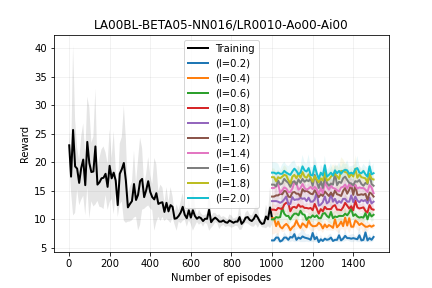 LA00BL-BETA05-NN016/LR0010-Ao00-Ai00
Reward
40
35
30
25
20
15
10
5
Training
(l=0.2)
(l=0.4)
(l=0.6)
(l=0.8)
(l=1.0)
(l=1.2)
(l=1.4)
(l=1.6)
(l=1.8)
(l=2.0)
0 200 400 600 800 1000 1200 1400
Number of episodes